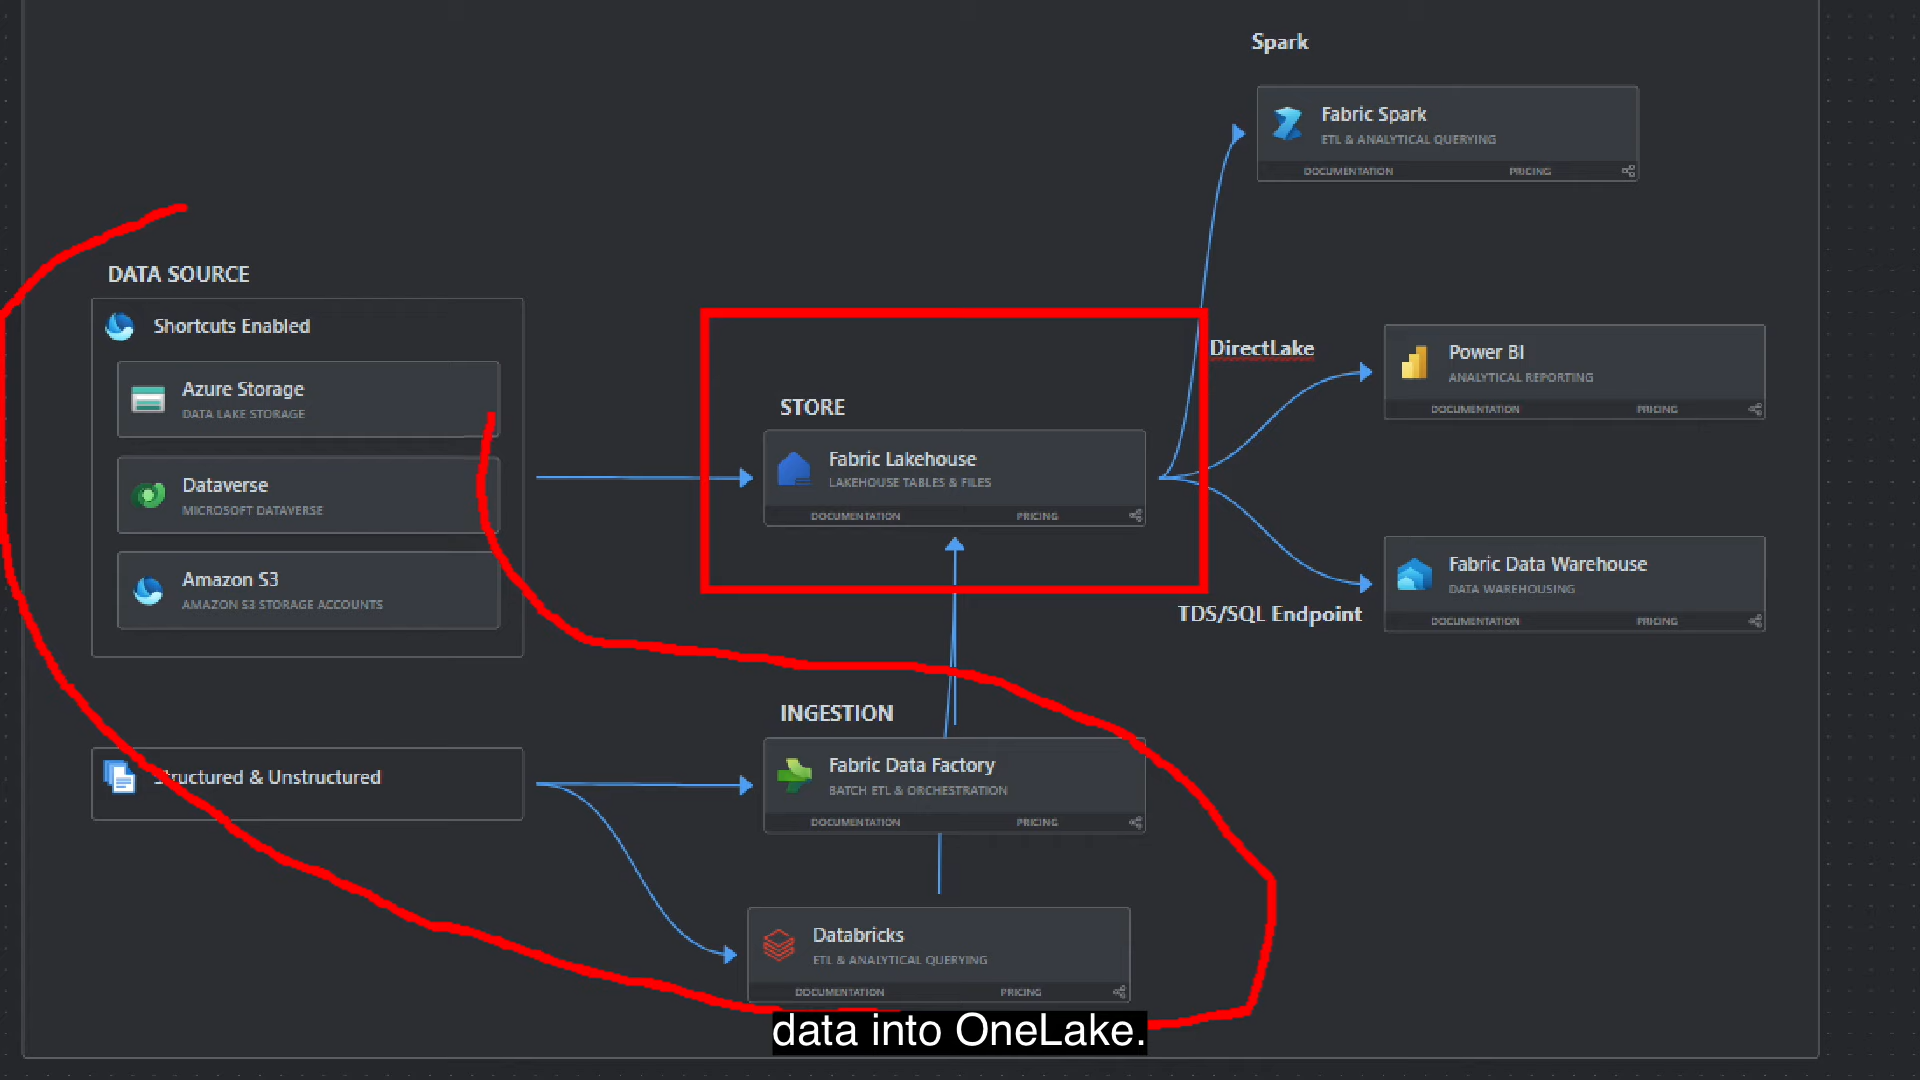 Spark
Fabric Spark
ETL & ANALYTICAL QUERYING
DOCUMENTATION PRICING
DATA SOURCE
Shortcuts Enabled
Azure Storage
DATA LAKE STORAGE
Dataverse
MICROSOFT DATAVERSE
Amazon S3
AMAZON S3 STORAGE ACCOUNTS
STORE
Fabric Lakehouse
LAKEHOUSE TABLES & FILES
DOCUMENTATION PRICING
DirectLake
Power BI
ANALYTICAL REPORTING
DOCUMENTATION PRICING
Fabric Data Warehouse
DATA WAREHOUSING
DOCUMENTATION PRICING
TDS/SQL Endpoint
Structured & Unstructured
INGESTION
Fabric Data Factory
BATCH ETL & ORCHESTRATION
DOCUMENTATION PRICING
Databricks
ETL & ANALYTICAL QUERYING
DOCUMENTATION PRICING
data into OneLake.